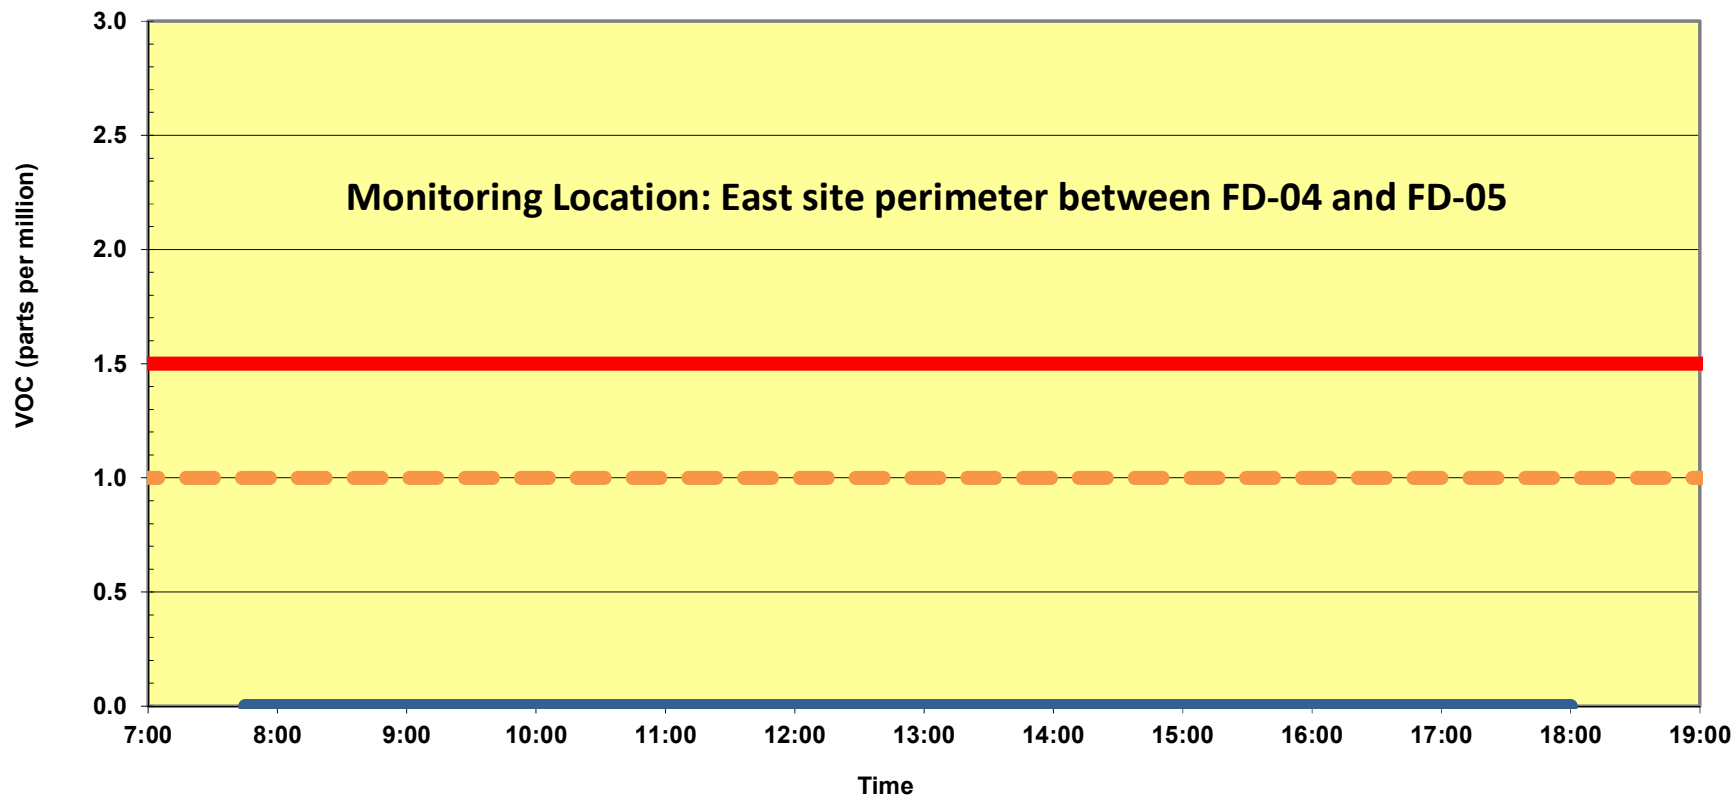 3.0
2.5
Monitoring Location: East site perimeter between FD-04 and FD-05
2.0
VOC (parts per million)
1.5
1.0
0.5
0.0
7:00 8:00 9:00 10:00 11:00 12:00 13:00 14:00 15:00 16:00 17:00 18:00 19:00
Time